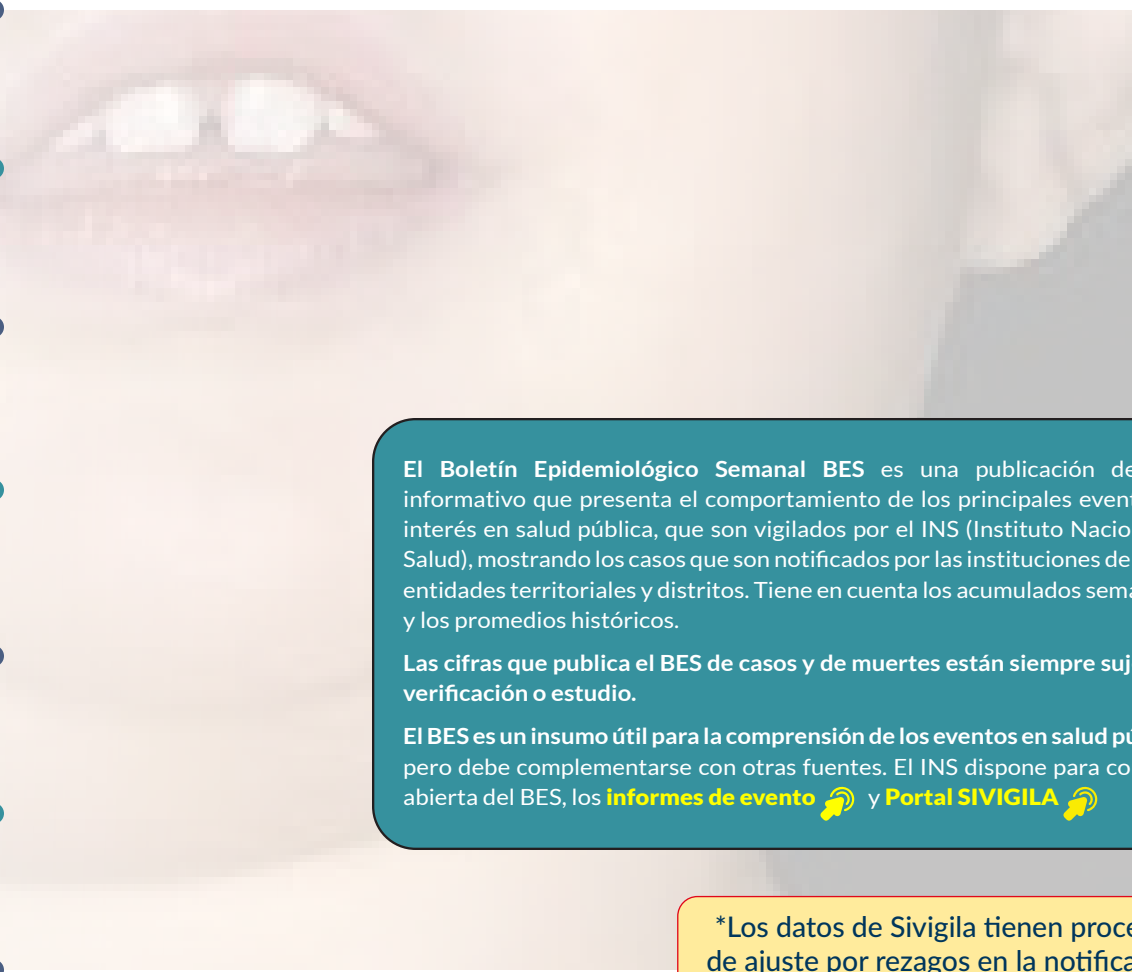 El Boletín Epidemiológico Semanal BES es una publicación de
informativo que presenta el comportamiento de los principales event
interés en salud pública, que son vigilados por el INS (Instituto Nacion
Salud), mostrando los casos que son notificados por las instituciones de
entidades territoriales y distritos. Tiene en cuenta los acumulados sema
y los promedios históricos.
Las cifras que publica el BES de casos y de muertes están siempre suj
verificación o estudio.
El BES es un insumo útil para la comprensión de los eventos en salud pú
pero debe complementarse con otras fuentes. El INS dispone para co
abierta del BES, los informes de evento y Portal SIVIGILA
*Los datos de Sivigila tienen proce
de ajuste por rezagos en la notifica